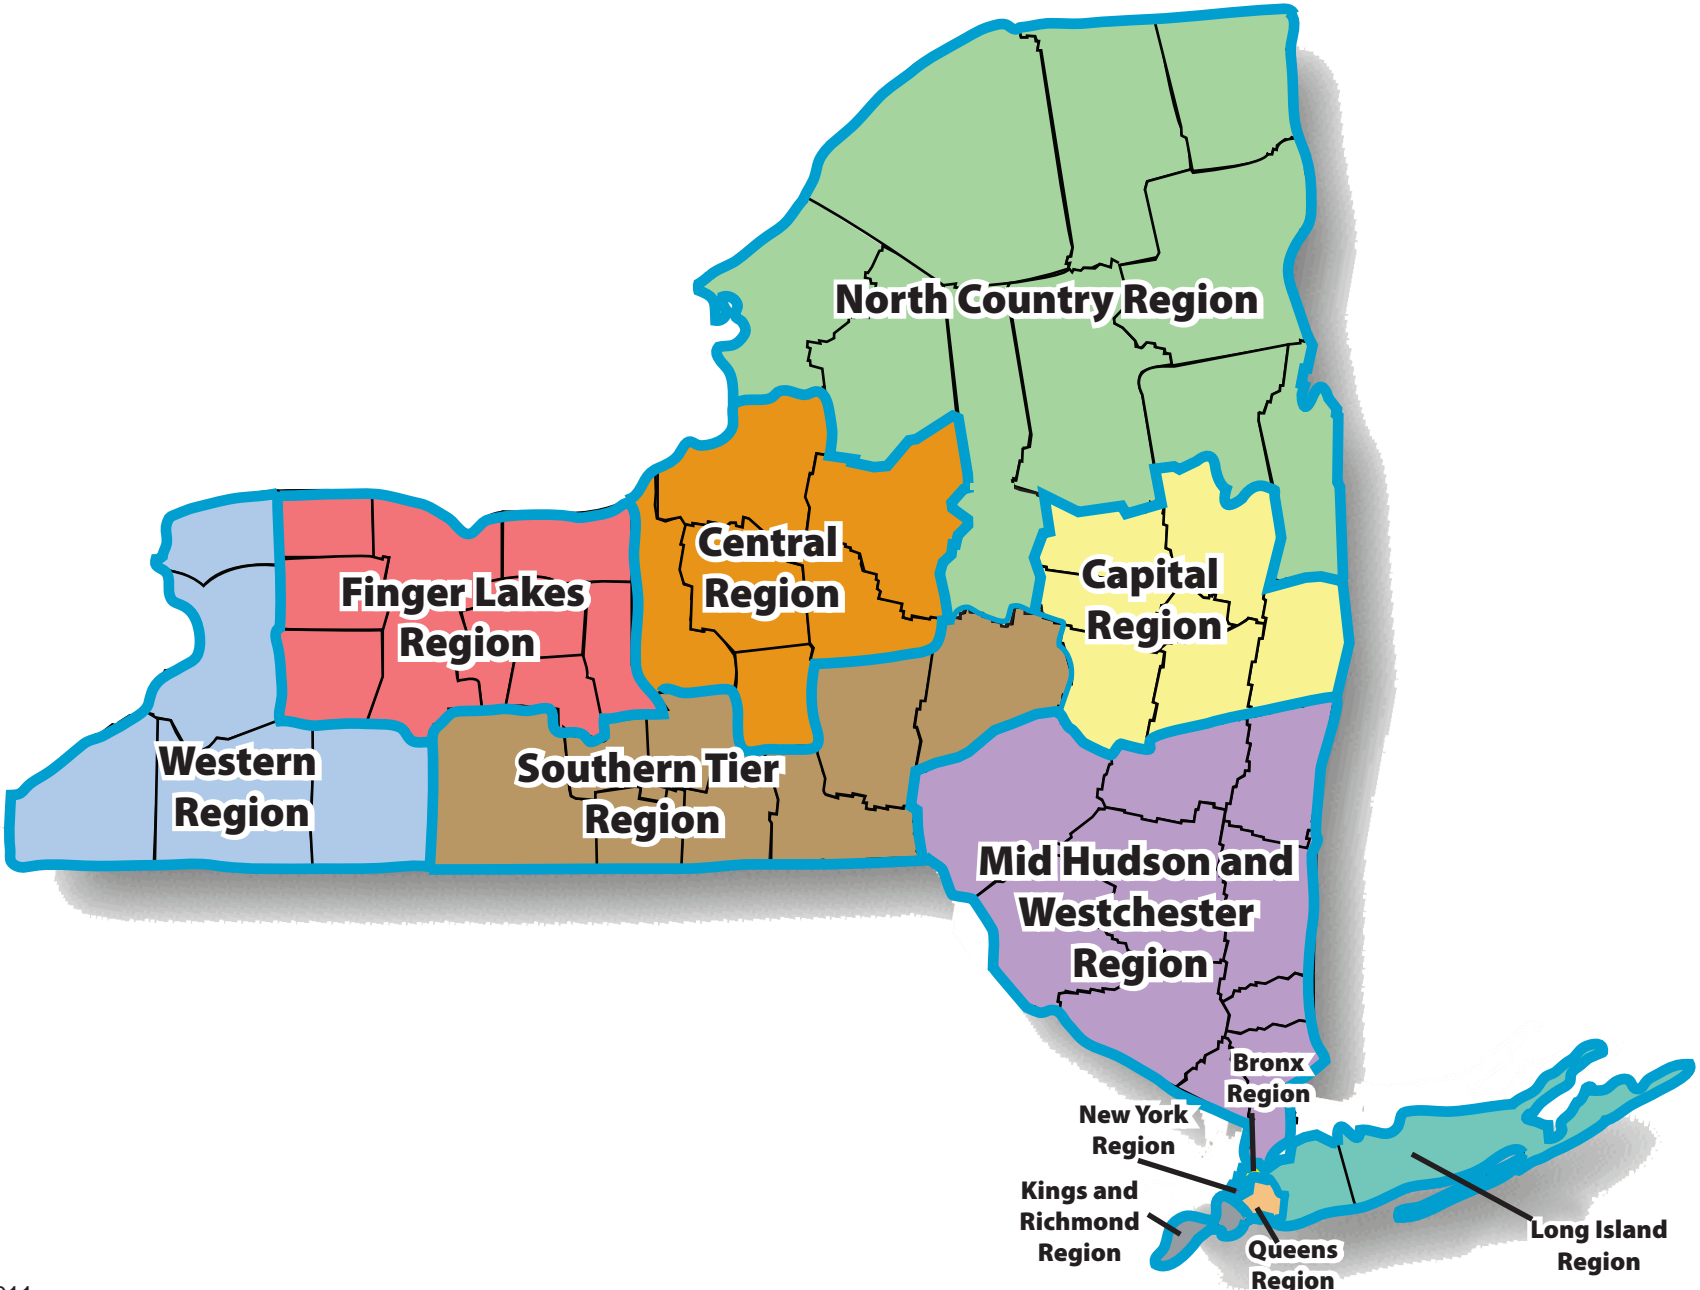 North Country Region
Central
Region
Capital
Region
Finger Lakes
Region
Western
Region
Southern Tier
Region
Mid Hudson and
Westchester
Region
Bronx
Region
New York
Region
Kings and
Richmond
Region
Queens
Region
Long Island
Region